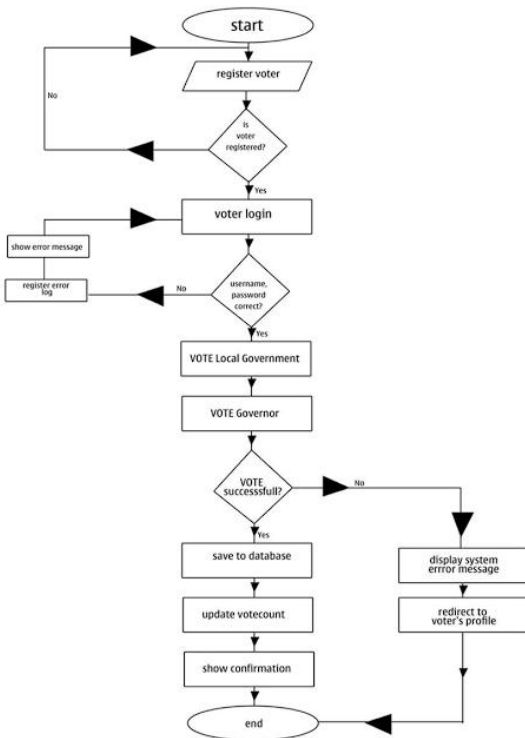 start
register voter
No
is
voter
registered?
Yes
voter login
show error message
register error
log
No
username,
password
correct?
Yes
VOTE Local Government
VOTE Governor
VOTE
successsfull?
No
Yes
save to database
display system
errror message
update votecount
redirect to
voter's profile
show confirmation
end